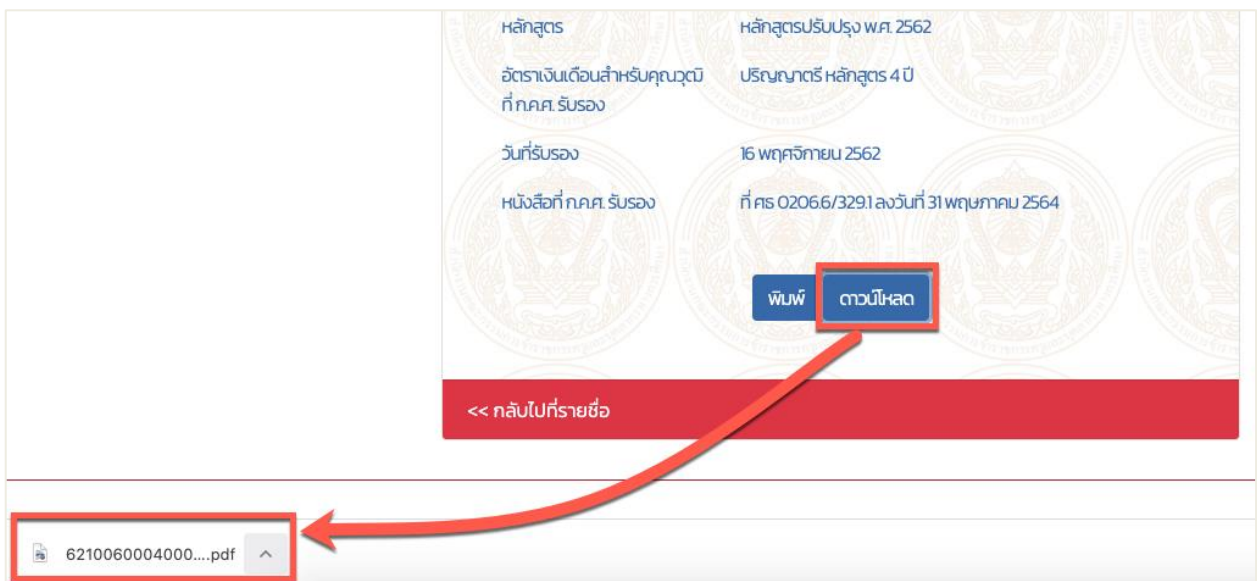 หลักสูตร หลักสูตรปรับปรุง พ.ศ. 2562
อัตราเงินเดือนสำหรับคุณวุฒิ ปริญญาตรี หลักสูตร 4 ปี
ที่ ก.ค.ศ. รับรอง
วันที่รับรอง 16 พฤศจิกายน 2562
หนังสือที่ ก.ค.ศ. รับรอง ที่ ศธ 0206.6/329.1 ลงวันที่ 31 พฤษภาคม 2564
พิมพ์ ดาวน์โหลด
<< กลับไปที่รายชื่อ
6210060004000....pdf